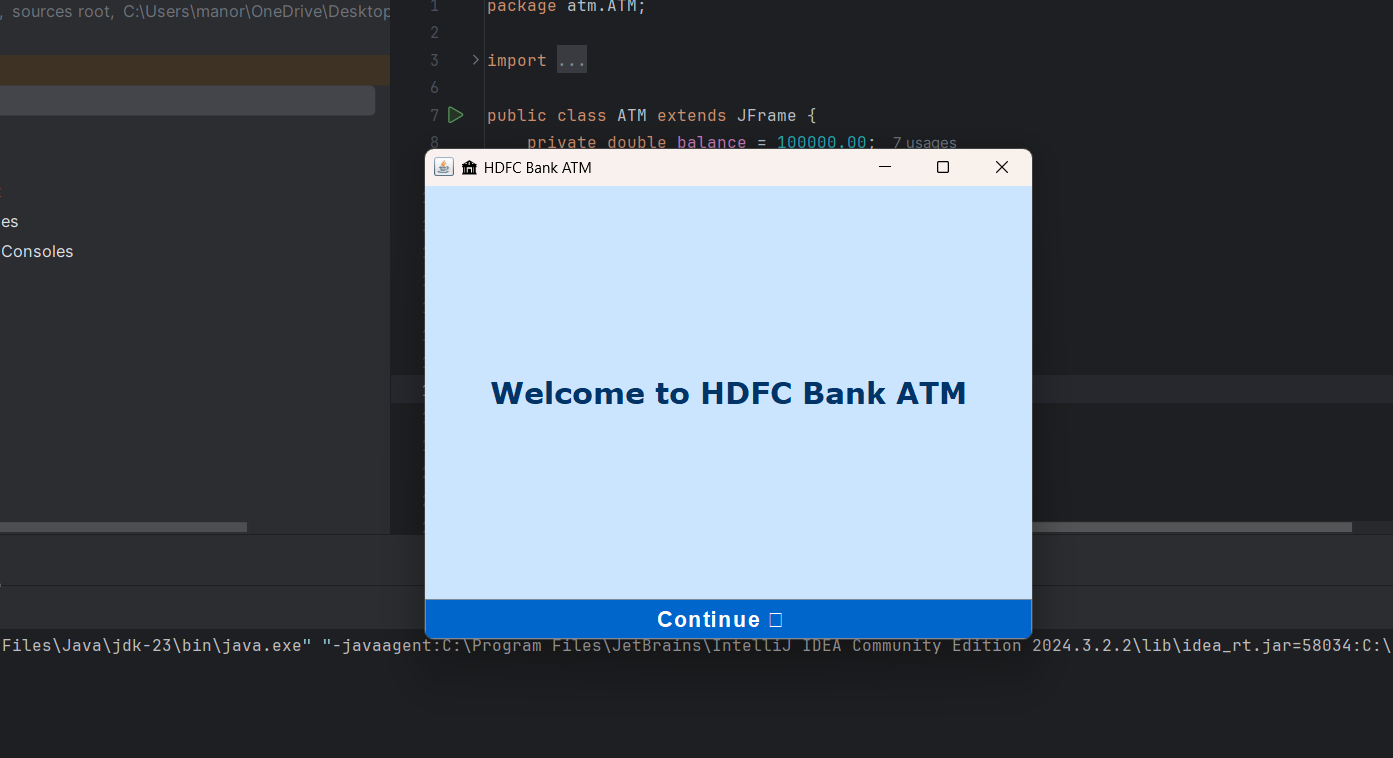 , sources root, C:\Users\manor\OneDrive\Desktop
es
Consoles
1 package atm.ATM;
2
3 import ...
6
7 public class ATM extends JFrame {
8 private double balance = 100000.00; 7 usages
HDFC Bank ATM
Welcome to HDFC Bank ATM
Continue □
Files\Java\jdk-23\bin\java.exe" "-javaagent:C:\Program Files\JetBrains\IntelliJ IDEA Community Edition 2024.3.2.2\lib\idea_rt.jar=58034:C:\